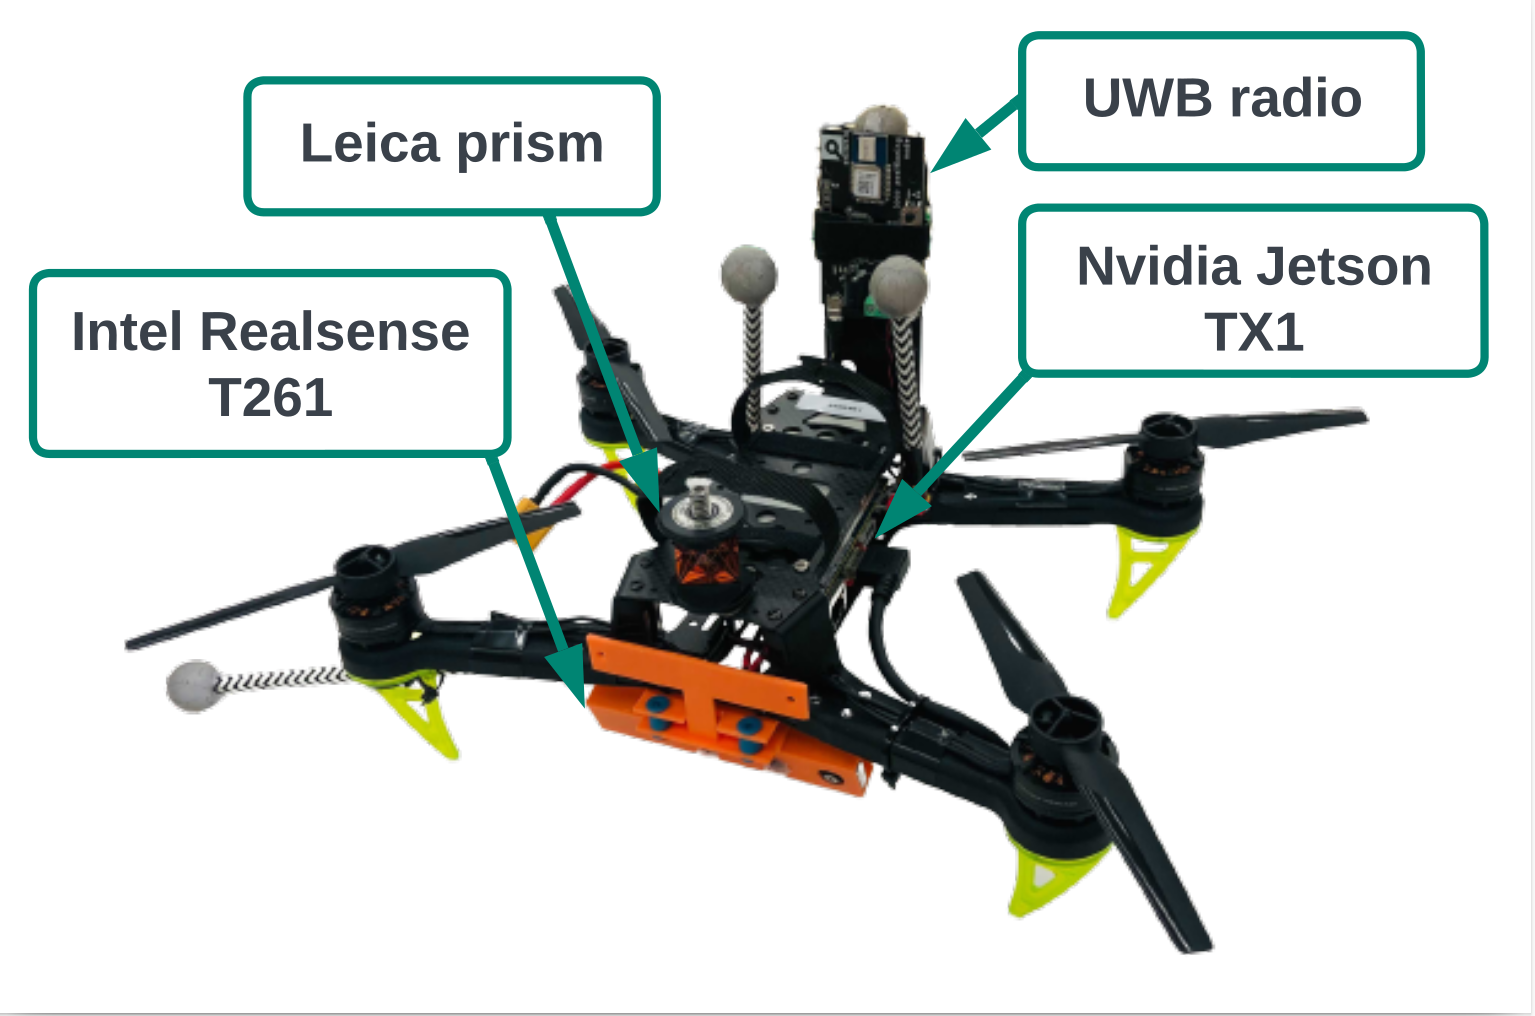 UWB radio
Leica prism
Nvidia Jetson
TX1
Intel Realsense
T261